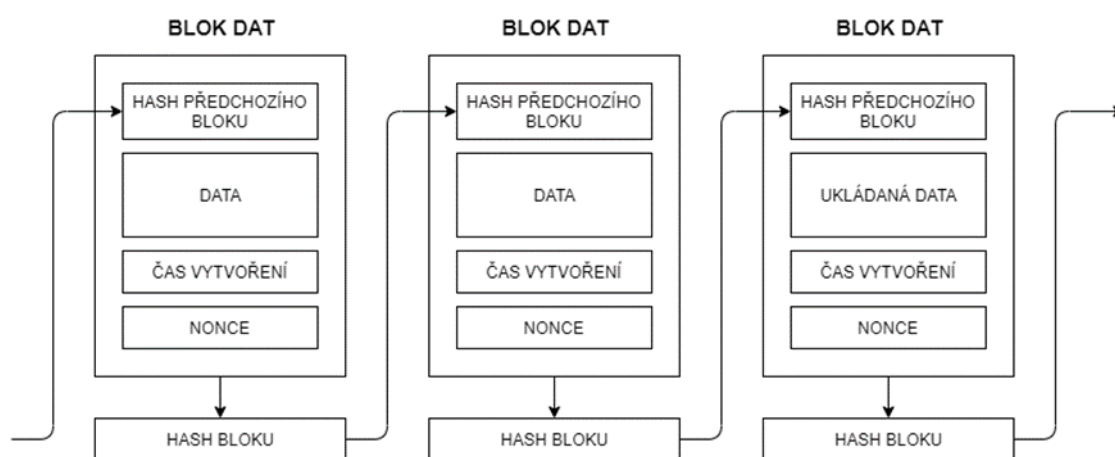 BLOK DAT
HASH PŘEDCHOZÍHO
BLOKU
DATA
ČAS VYTVOŘENÍ
NONCE
HASH BLOKU
BLOK DAT
HASH PŘEDCHOZÍHO
BLOKU
DATA
ČAS VYTVOŘENÍ
NONCE
HASH BLOKU
BLOK DAT
HASH PŘEDCHOZÍHO
BLOKU
UKLÁDANÁ DATA
ČAS VYTVOŘENÍ
NONCE
HASH BLOKU